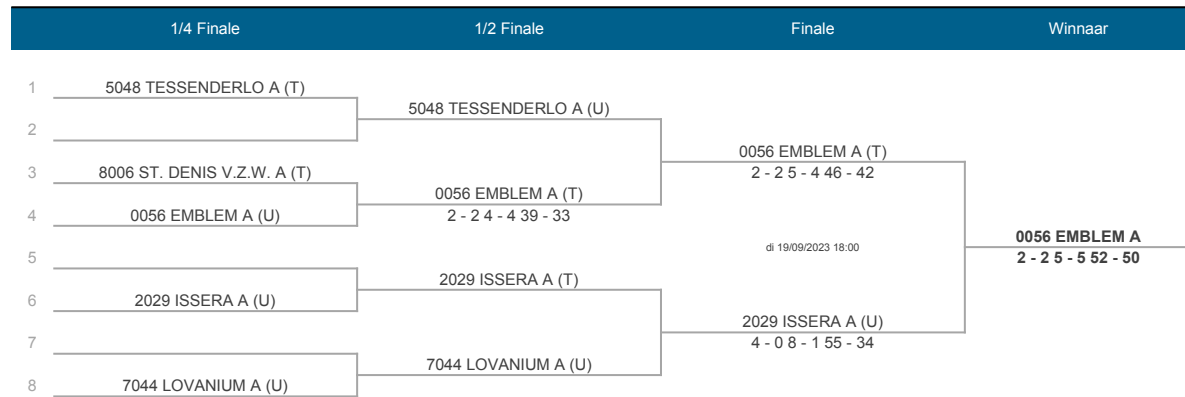 1/4 Finale 1/2 Finale Finale Winnaar
1 5048 TESSENDERLO A (T)
5048 TESSENDERLO A (U)
2
0056 EMBLEM A (T)
3 8006 ST. DENIS V.Z.W. A (T)
2 - 2 5 - 4 46 - 42
0056 EMBLEM A (T)
4 0056 EMBLEM A (U)
2 - 2 4 - 4 39 - 33
0056 EMBLEM A
di 19/09/2023 18:00
5
2 - 2 5 - 5 52 - 50
2029 ISSERA A (T)
6 2029 ISSERA A (U)
2029 ISSERA A (U)
7
4 - 0 8 - 1 55 - 34
7044 LOVANIUM A (U)
8 7044 LOVANIUM A (U)